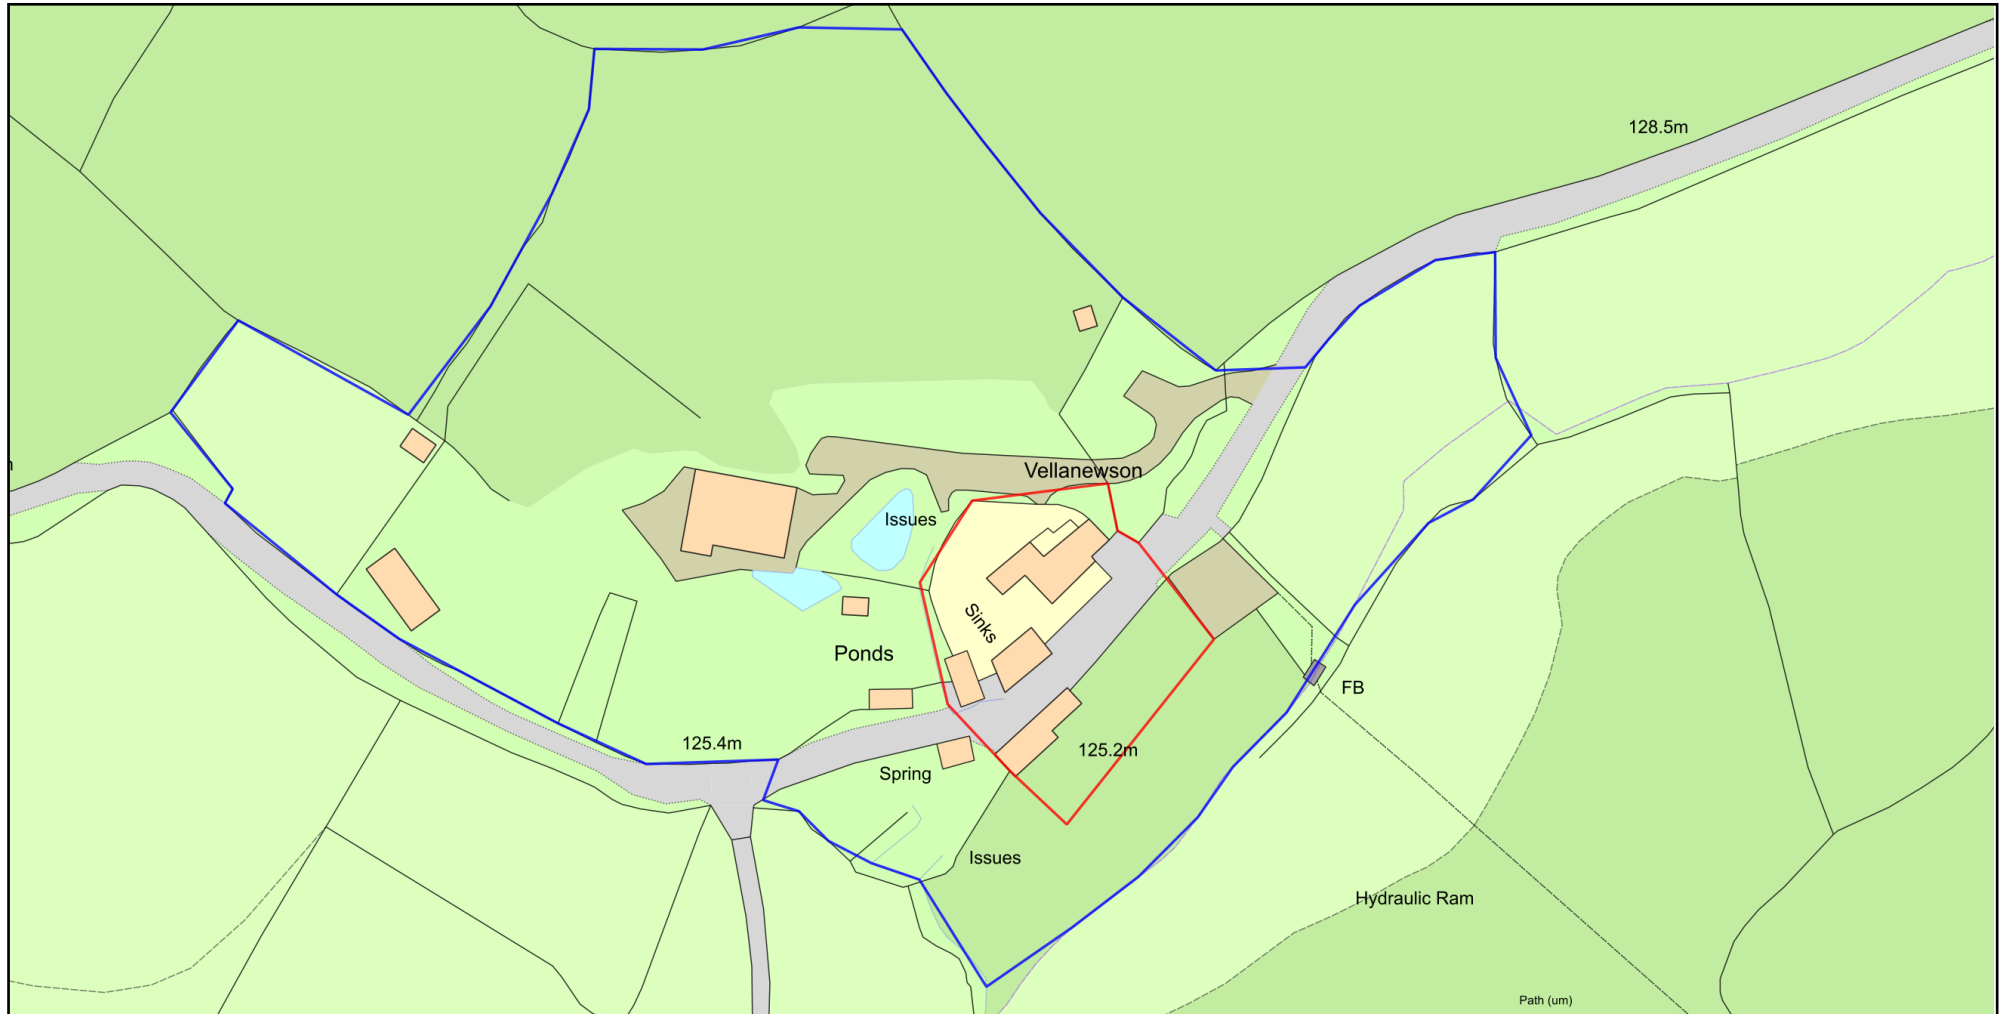 128.5m
Vellanewson
Issues
Sinks
Ponds
FB
125.4m
125.2m
Spring
Issues
Hydraulic Ram
Path (um)